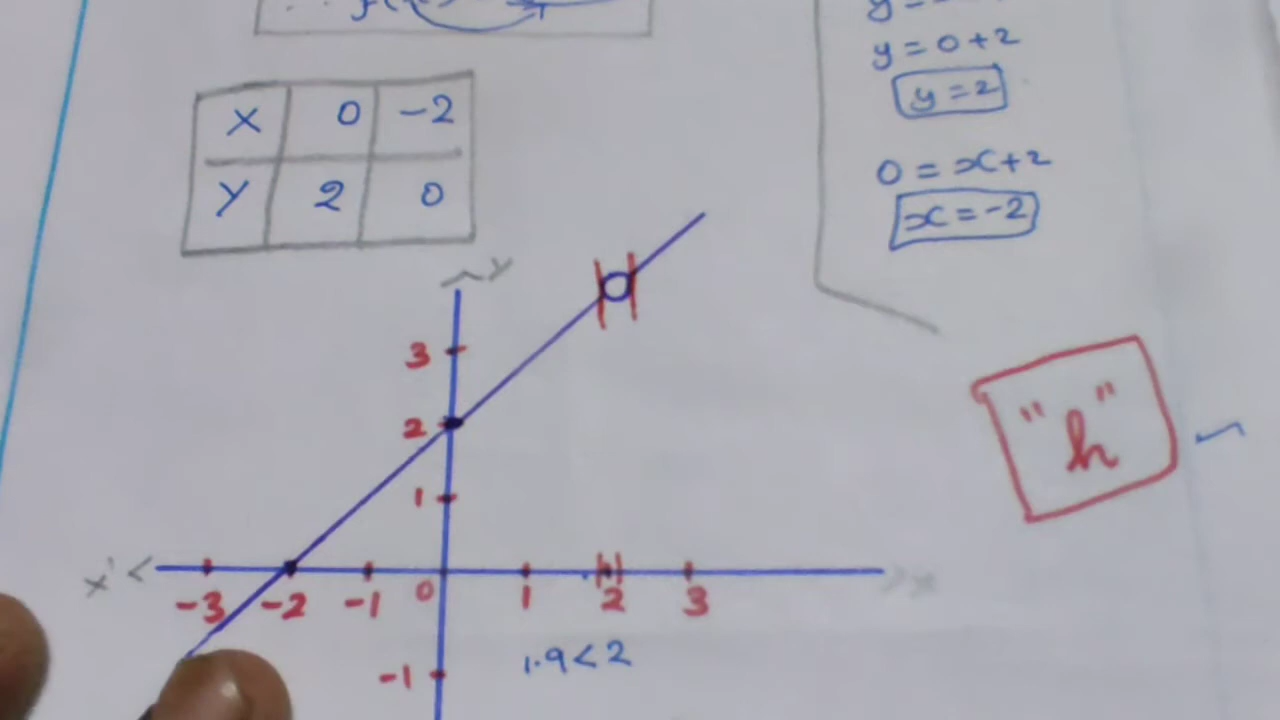 y =
y = 0 + 2
y = 2
X 0 -2
Y 2 0
0 = x + 2
x = -2
y
3
2
1
"h"
x' -3 -2 -1 0 1 2 3 x
1.9 < 2
-1